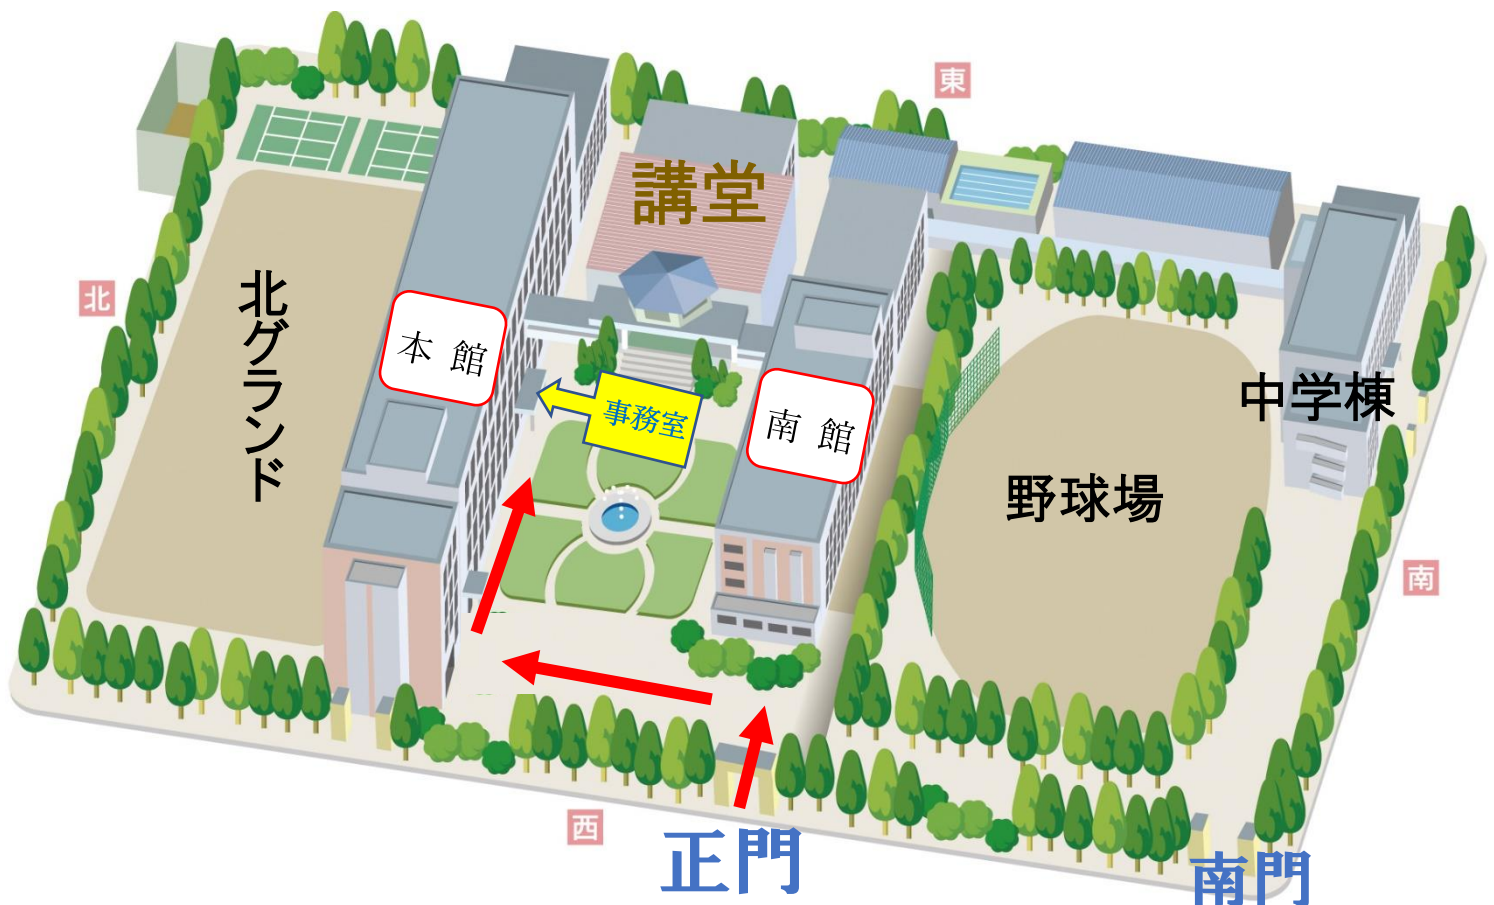 東
講堂
北
北グランド
本 館
事務室
南 館
中学棟
野球場
南
西
正門
南門